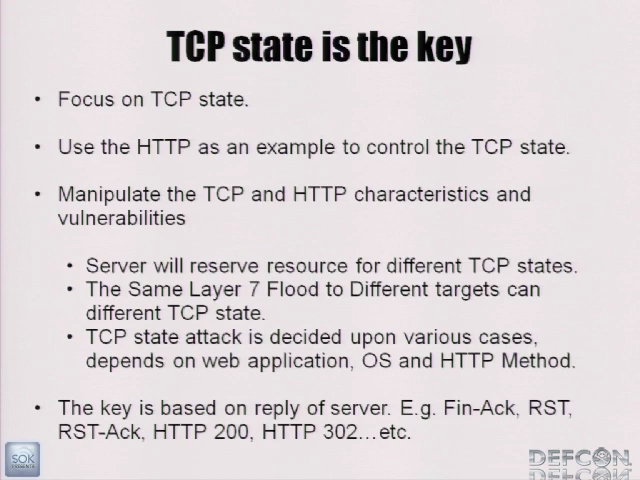 TCP state is the key
• Focus on TCP state.
• Use the HTTP as an example to control the TCP state.
• Manipulate the TCP and HTTP characteristics and
vulnerabilities
• Server will reserve resource for different TCP states.
• The Same Layer 7 Flood to Different targets can
different TCP state.
• TCP state attack is decided upon various cases,
depends on web application, OS and HTTP Method.
• The key is based on reply of server. E.g. Fin-Ack, RST,
RST-Ack, HTTP 200, HTTP 302…etc.
SOK
PRESENTS
DEFCON